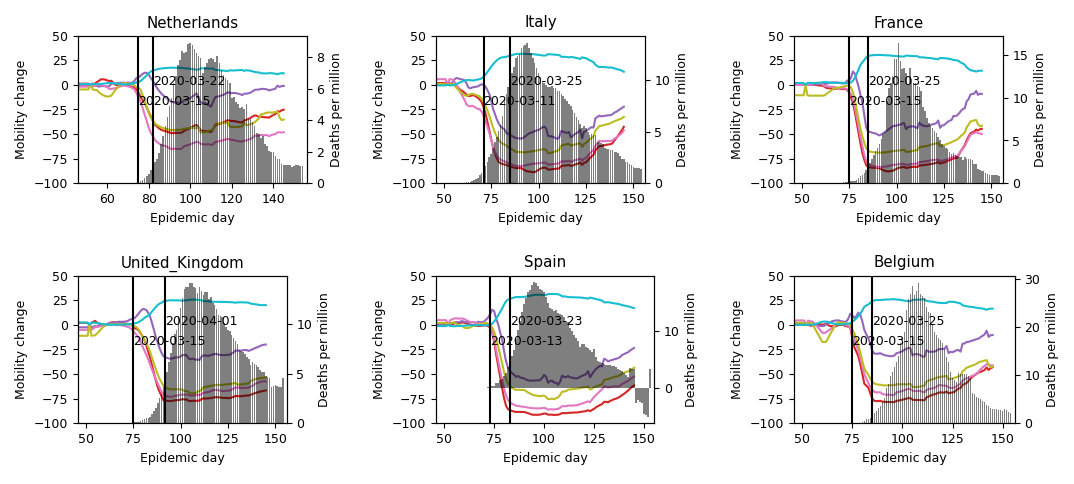 Netherlands Italy France
50 50 50
25 8 25 25 15
0 2020-03-22 6 0 2020-03-25 10 0 2020-03-25
−25 2020-03-15 −25 2020-03-11 −25 2020-03-15 10
−50 4 −50 5 −50 5
−75 2 −75 −75
−100 0 −100 0 −100 0
60 80 100 120 140 50 75 100 125 150 50 75 100 125 150
Mobility change Epidemic day Deaths per million Mobility change Epidemic day Deaths per million Mobility change Epidemic day Deaths per million
United_Kingdom Spain Belgium
50 50 50 30
25 25 25
0 2020-04-01 10 0 2020-03-23 10 0 2020-03-25 20
−25 2020-03-15 −25 2020-03-13 −25 2020-03-15
−50 5 −50 0 −50 10
−75 −75 −75
−100 0 −100 −100 0
50 75 100 125 150 50 75 100 125 150 50 75 100 125 150
Mobility change Epidemic day Deaths per million Mobility change Epidemic day Deaths per million Mobility change Epidemic day Deaths per million